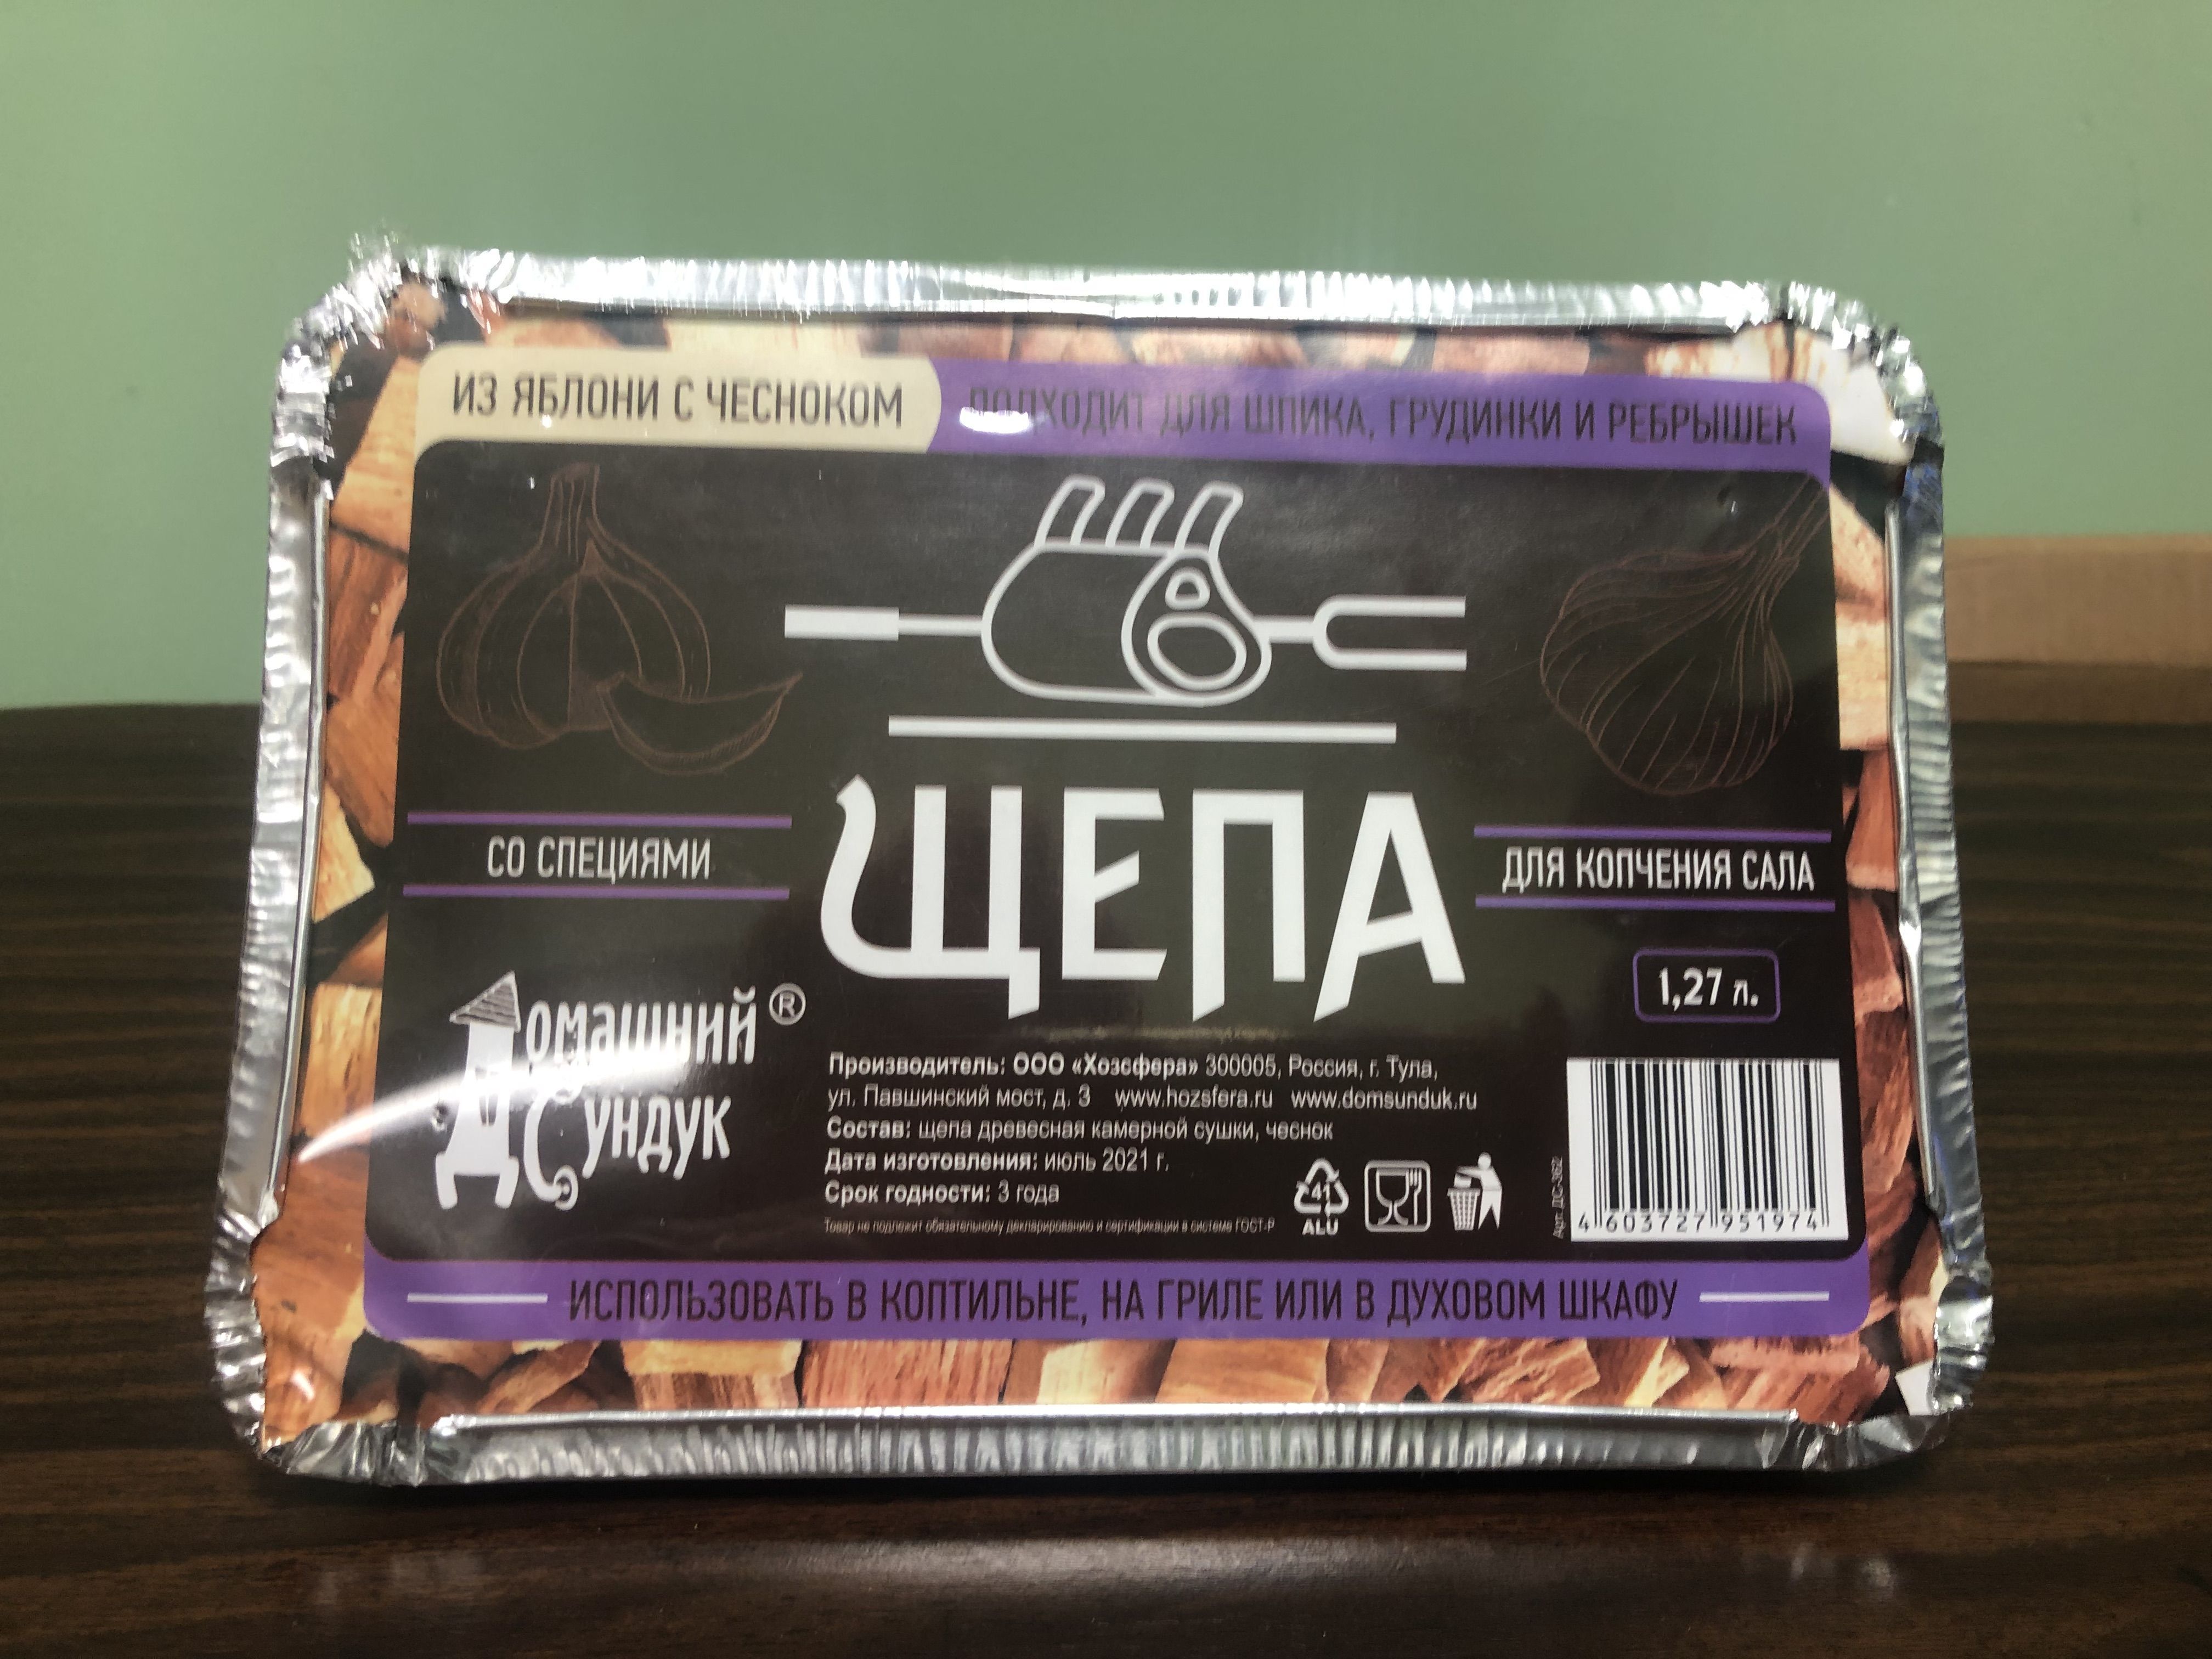 ИЗ ЯБЛОНИ С ЧЕСНОКОМ
ПОДХОДИТ ДЛЯ ШПИКА, ГРУДИНКИ И РЕБРЫШЕК
СО СПЕЦИЯМИ
ЩЕПА
ДЛЯ КОПЧЕНИЯ САЛА
1,27 л.
Домашний ®
Сундук
Производитель: ООО «Хозсфера» 300005, Россия, г. Тула,
ул. Павшинский мост, д. 3 www.hozsfera.ru www.domsunduk.ru
Состав: щепа древесная камерной сушки, чеснок
Дата изготовления: июль 2021 г.
Срок годности: 3 года
Товар не подлежит обязательному декларированию и сертификации в системе ГОСТ-Р
41
ALU
Арт. ДС-362
4 603727 951974
ИСПОЛЬЗОВАТЬ В КОПТИЛЬНЕ, НА ГРИЛЕ ИЛИ В ДУХОВОМ ШКАФУ